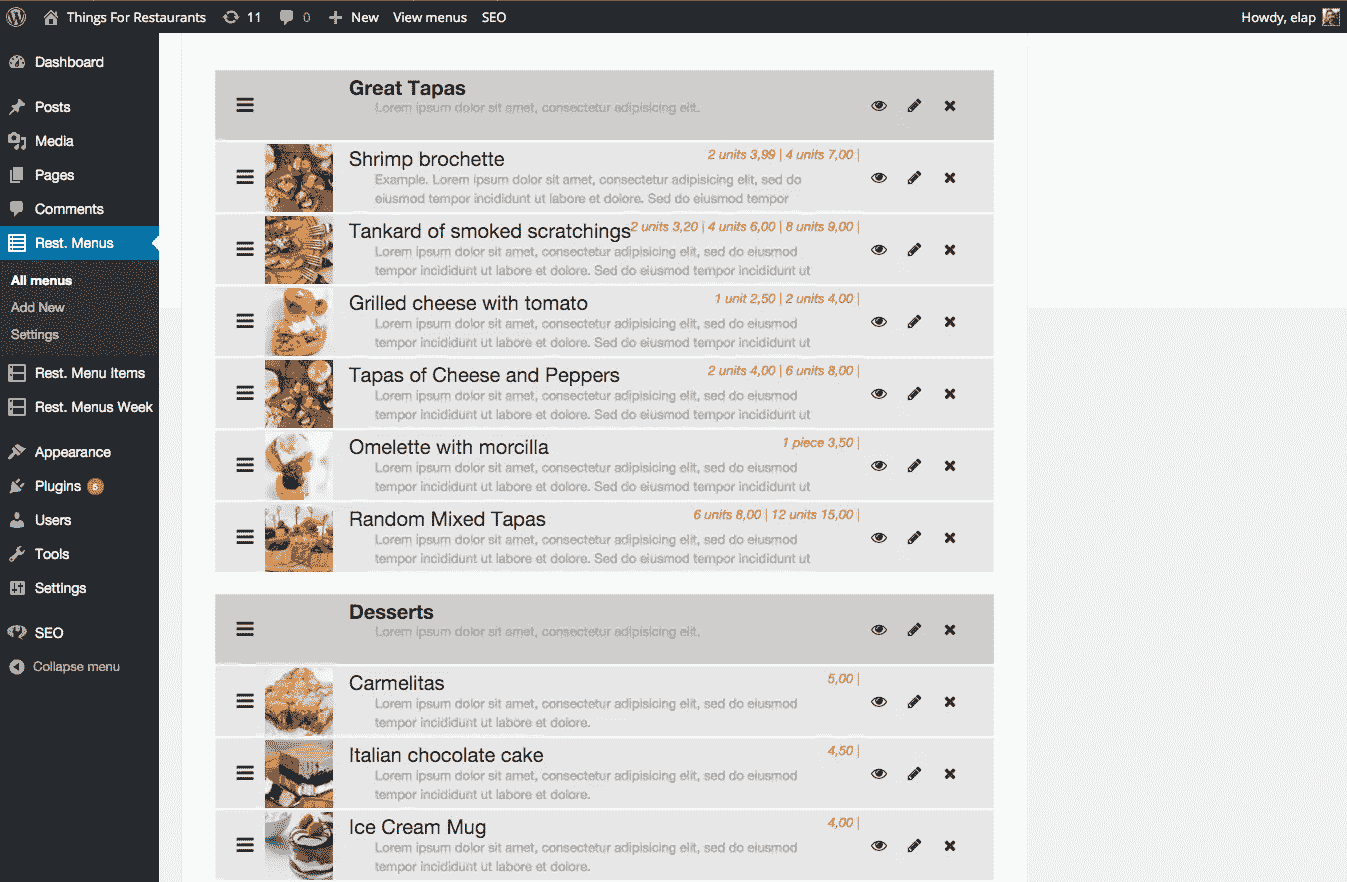 Things For Restaurants 11 0 New View menus SEO Howdy, elap
Dashboard
Posts
Media
Pages
Comments
Rest. Menus
All menus
Add New
Settings
Rest. Menu Items
Rest. Menus Week
Appearance
Plugins 5
Users
Tools
Settings
SEO
Collapse menu
Great Tapas
Lorem ipsum dolor sit amet, consectetur adipisicing elit.
Shrimp brochette 2 units 3,99 | 4 units 7,00 |
Example. Lorem ipsum dolor sit amet, consectetur adipisicing elit, sed do
eiusmod tempor incididunt ut labore et dolore. Sed do eiusmod tempor
Tankard of smoked scratchings 2 units 3,20 | 4 units 6,00 | 8 units 9,00 |
Lorem ipsum dolor sit amet, consectetur adipisicing elit, sed do eiusmod
tempor incididunt ut labore et dolore. Sed do eiusmod tempor incididunt ut
Grilled cheese with tomato 1 unit 2,50 | 2 units 4,00 |
Lorem ipsum dolor sit amet, consectetur adipisicing elit, sed do eiusmod
tempor incididunt ut labore et dolore. Sed do eiusmod tempor incididunt ut
Tapas of Cheese and Peppers 2 units 4,00 | 6 units 8,00 |
Lorem ipsum dolor sit amet, consectetur adipisicing elit, sed do eiusmod
tempor incididunt ut labore et dolore. Sed do eiusmod tempor incididunt ut
Omelette with morcilla 1 piece 3,50 |
Lorem ipsum dolor sit amet, consectetur adipisicing elit, sed do eiusmod
tempor incididunt ut labore et dolore. Sed do eiusmod tempor incididunt ut
Random Mixed Tapas 6 units 8,00 | 12 units 15,00 |
Lorem ipsum dolor sit amet, consectetur adipisicing elit, sed do eiusmod
tempor incididunt ut labore et dolore. Sed do eiusmod tempor incididunt ut
Desserts
Lorem ipsum dolor sit amet, consectetur adipisicing elit.
Carmelitas 5,00 |
Lorem ipsum dolor sit amet, consectetur adipisicing elit, sed do eiusmod
tempor incididunt ut labore et dolore.
Italian chocolate cake 4,50 |
Lorem ipsum dolor sit amet, consectetur adipisicing elit, sed do eiusmod
tempor incididunt ut labore et dolore.
Ice Cream Mug 4,00 |
Lorem ipsum dolor sit amet, consectetur adipisicing elit, sed do eiusmod
tempor incididunt ut labore et dolore.